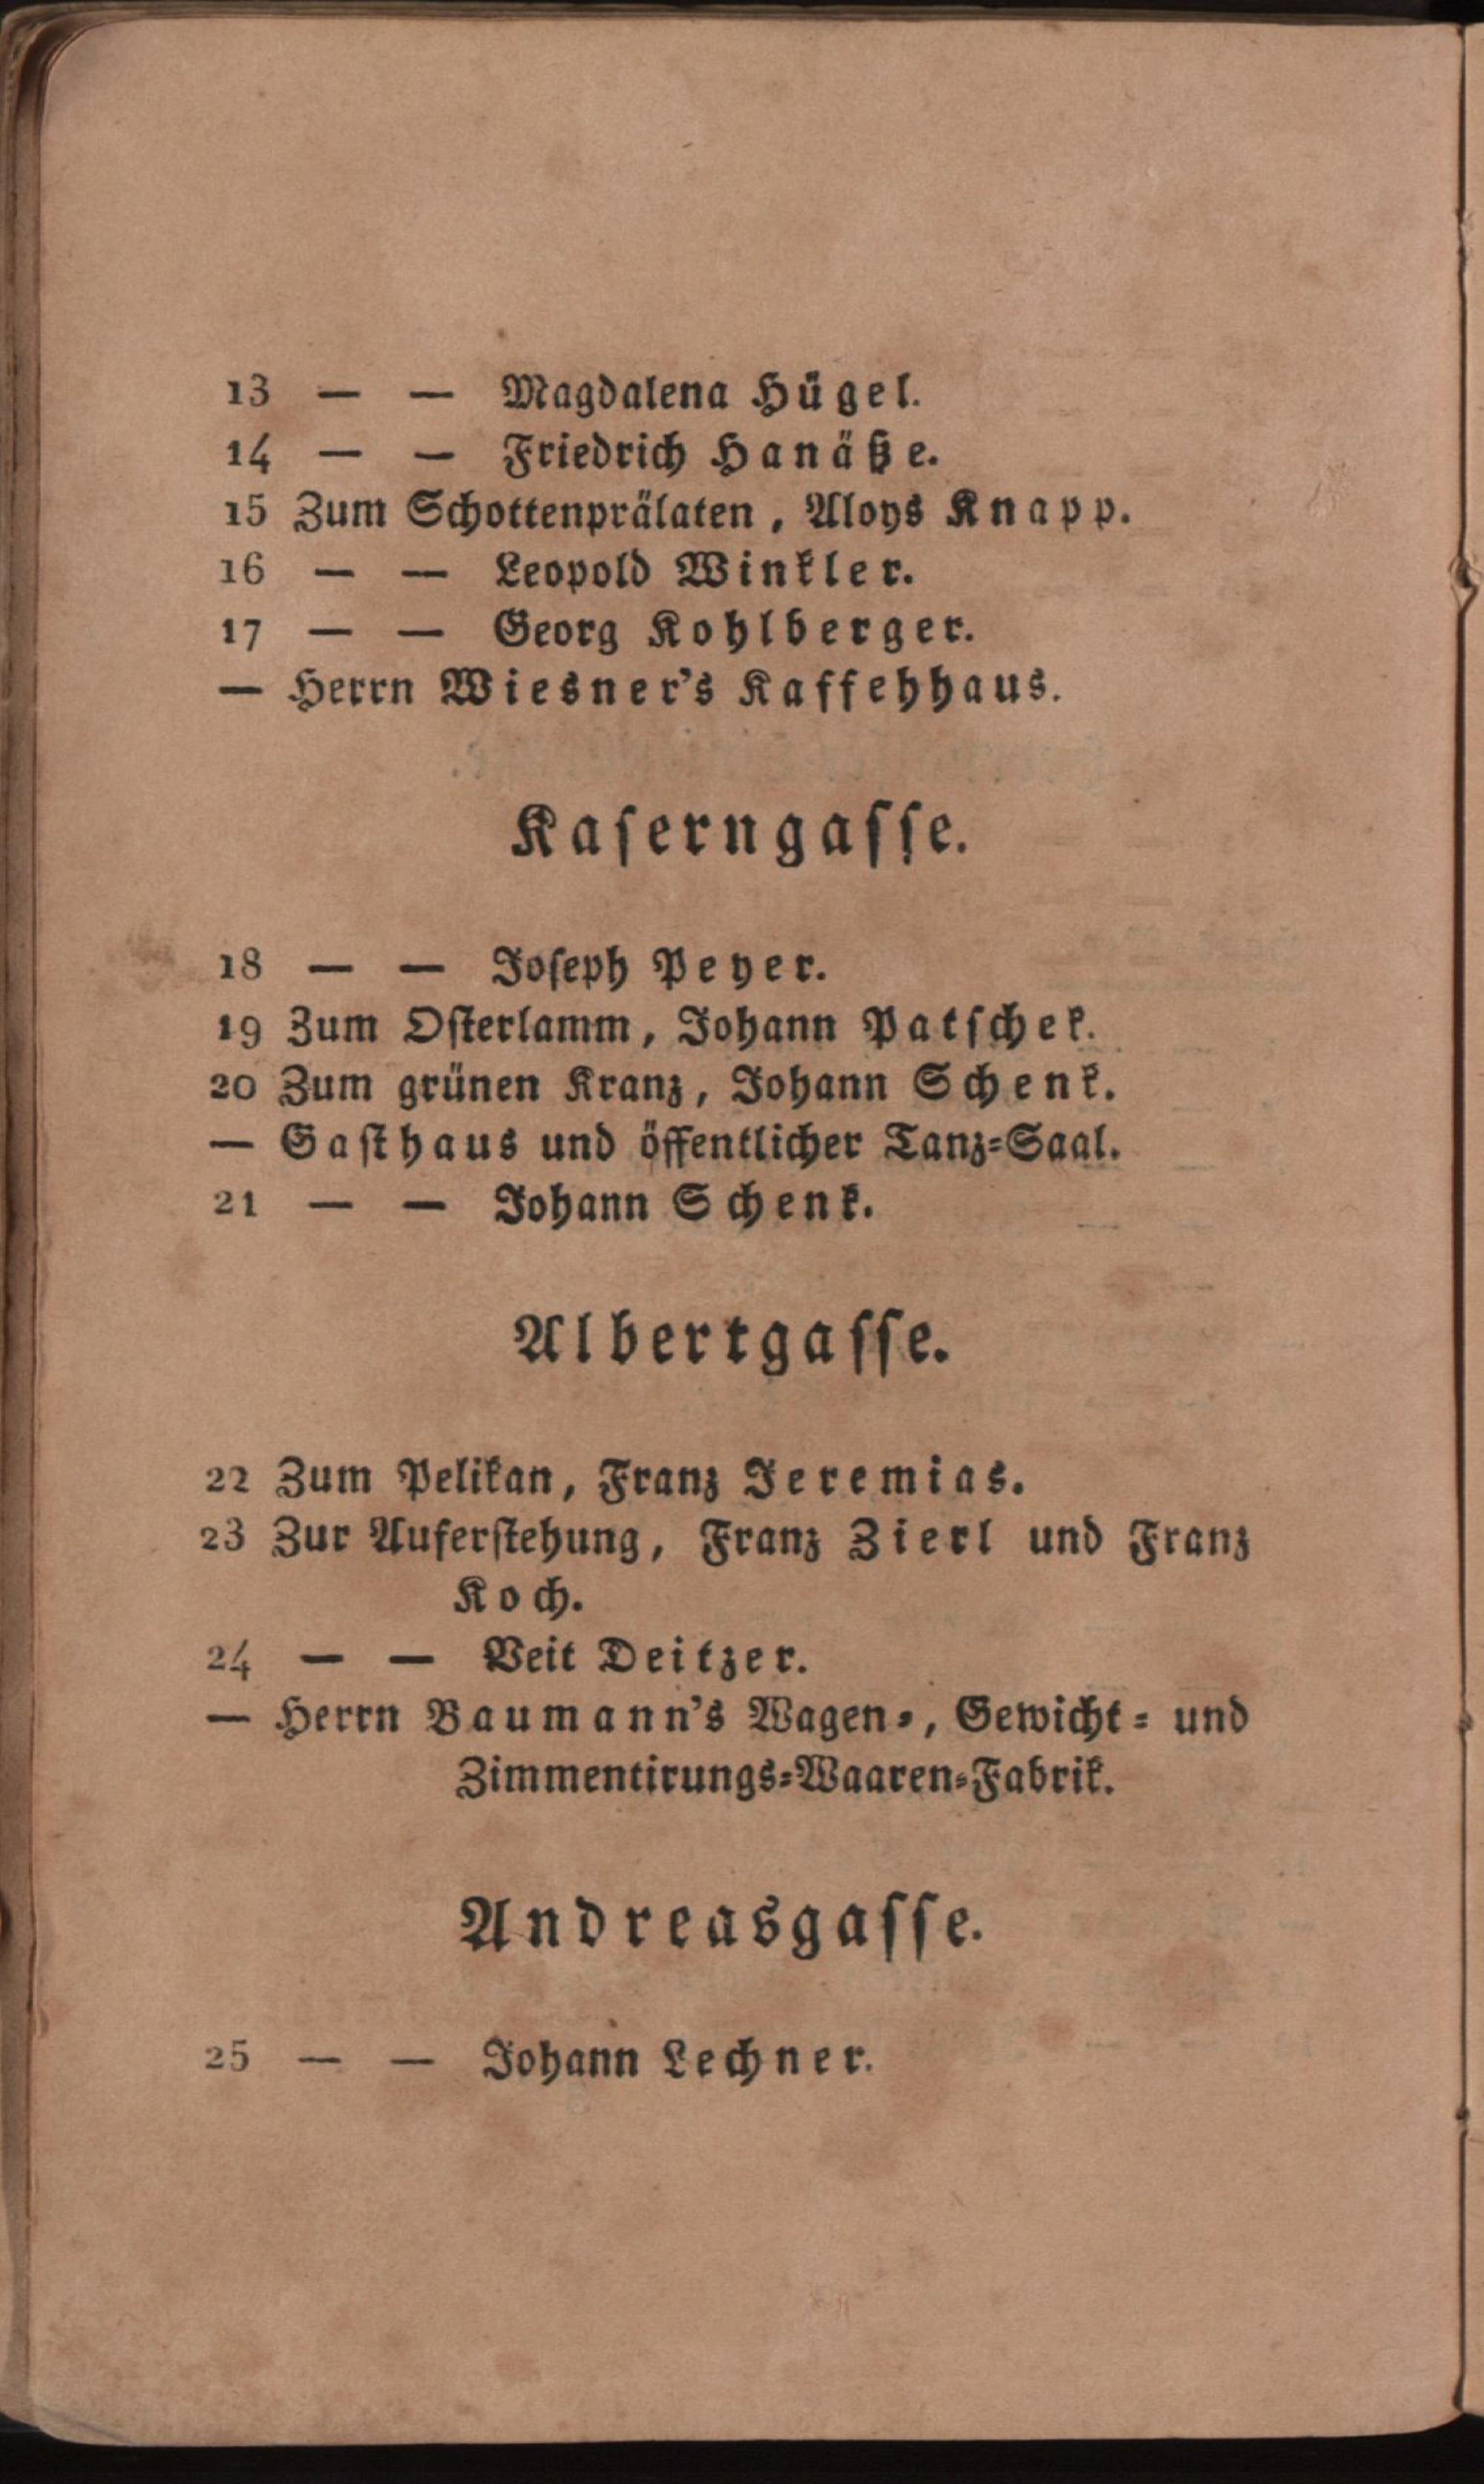 13 — — Magdalena Hügel.
14 — — Friedrich Hanäße.
15 Zum Schottenprälaten, Aloys Knapp.
16 — — Leopold Winkler.
17 — — Georg Kohlberger.
— Herrn Wiesner's Kaffehhaus.
Kaserngasse.
18 — — Joseph Peyer.
19 Zum Osterlamm, Johann Patschek.
20 Zum grünen Kranz, Johann Schenk.
— Gasthaus und öffentlicher Tanz=Saal.
21 — — Johann Schenk.
Albertgasse.
22 Zum Pelikan, Franz Jeremias.
23 Zur Auferstehung, Franz Zierl und Franz
Koch.
24 — — Veit Deitzer.
— Herrn Baumann's Wagen=, Gewicht= und
Zimmentirungs=Waaren=Fabrik.
Andreasgasse.
25 — — Johann Lechner.